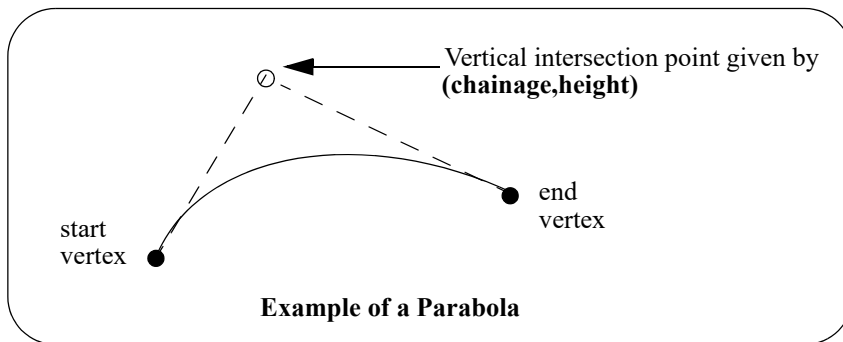 Vertical intersection point given by
(chainage,height)
end
vertex
start
vertex
Example of a Parabola